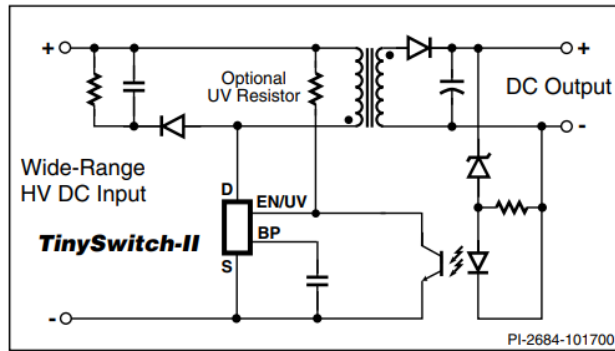 +
+
Optional
UV Resistor
DC Output
-
Wide-Range
HV DC Input
D
EN/UV
BP
TinySwitch-II
S
-
PI-2684-101700